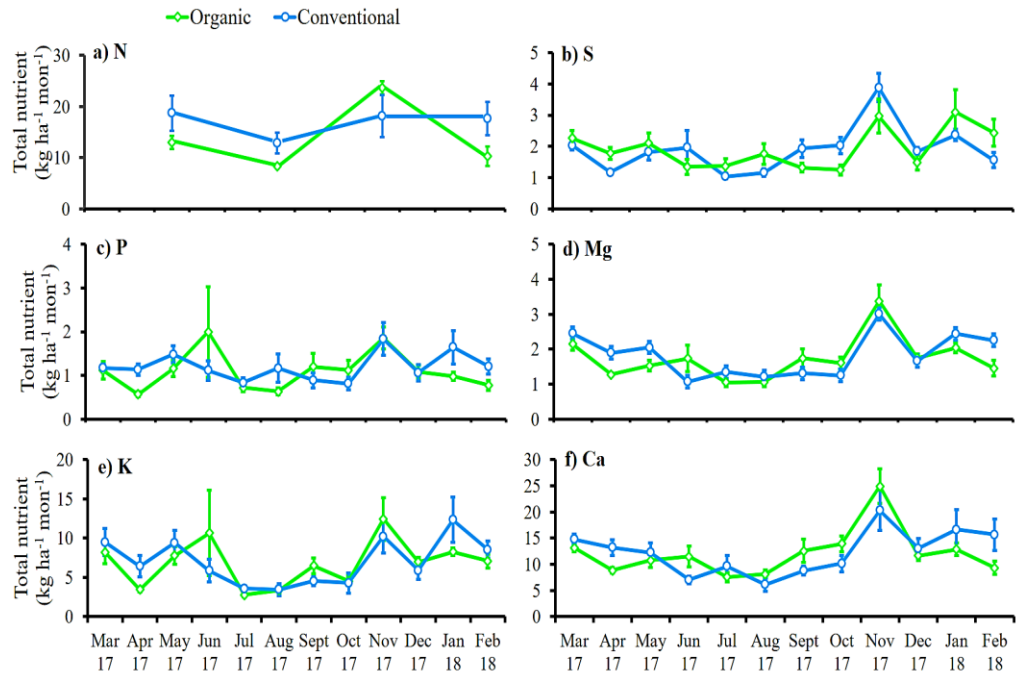 Organic Conventional
a) N
Total nutrient
(kg ha-1 mon-1)
30
20
10
0
b) S
5
4
3
2
1
0
c) P
Total nutrient
(kg ha-1 mon-1)
4
3
2
1
0
d) Mg
5
4
3
2
1
0
e) K
Total nutrient
(kg ha-1 mon-1)
20
15
10
5
0
f) Ca
30
25
20
15
10
5
0
Mar Apr May Jun Jul Aug Sept Oct Nov Dec Jan Feb
17 17 17 17 17 17 17 17 17 17 18 18
Mar Apr May Jun Jul Aug Sept Oct Nov Dec Jan Feb
17 17 17 17 17 17 17 17 17 17 18 18